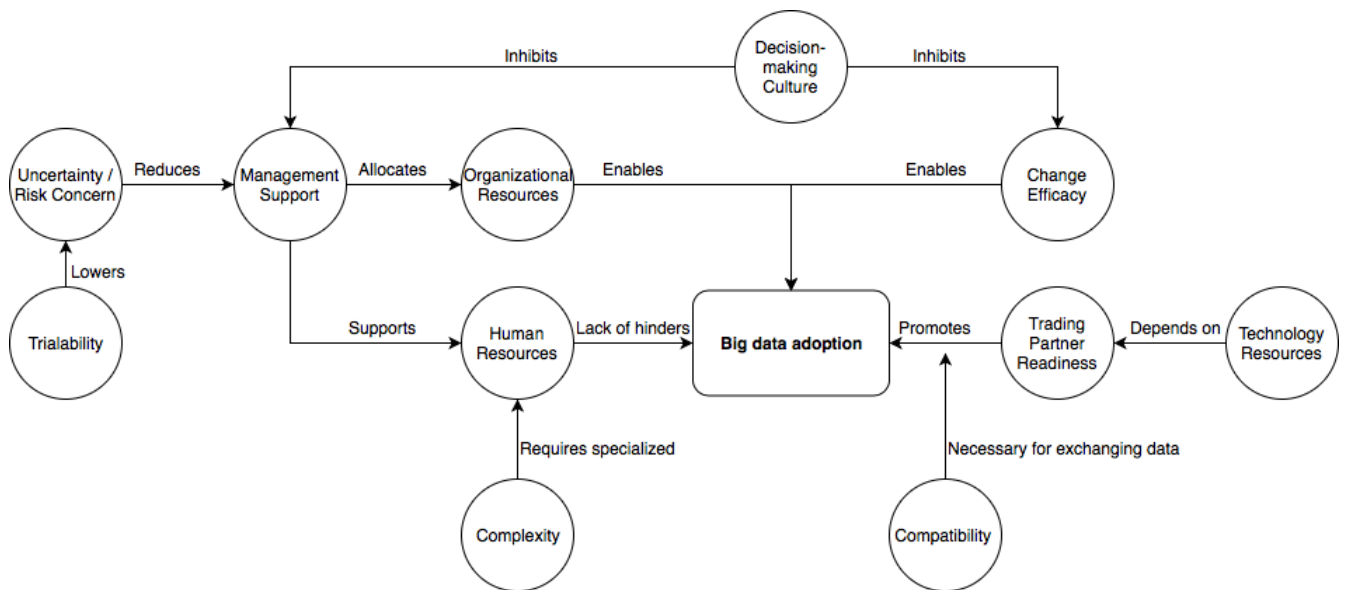 Inhibits
Decision-
making
Culture
Inhibits
Uncertainty /
Risk Concern
Reduces
Management
Support
Allocates
Organizational
Resources
Enables
Enables
Change
Efficacy
Lowers
Trialability
Supports
Human
Resources
Lack of hinders
Big data adoption
Promotes
Trading
Partner
Readiness
Depends on
Technology
Resources
Requires specialized
Necessary for exchanging data
Complexity
Compatibility